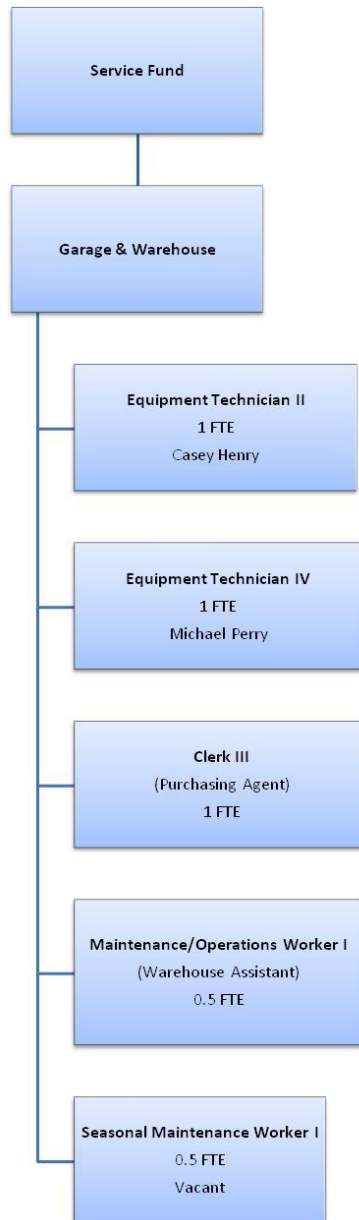 Service Fund
Garage & Warehouse
Equipment Technician II
1 FTE
Casey Henry
Equipment Technician IV
1 FTE
Michael Perry
Clerk III
(Purchasing Agent)
1 FTE
Maintenance/Operations Worker I
(Warehouse Assistant)
0.5 FTE
Seasonal Maintenance Worker I
0.5 FTE
Vacant